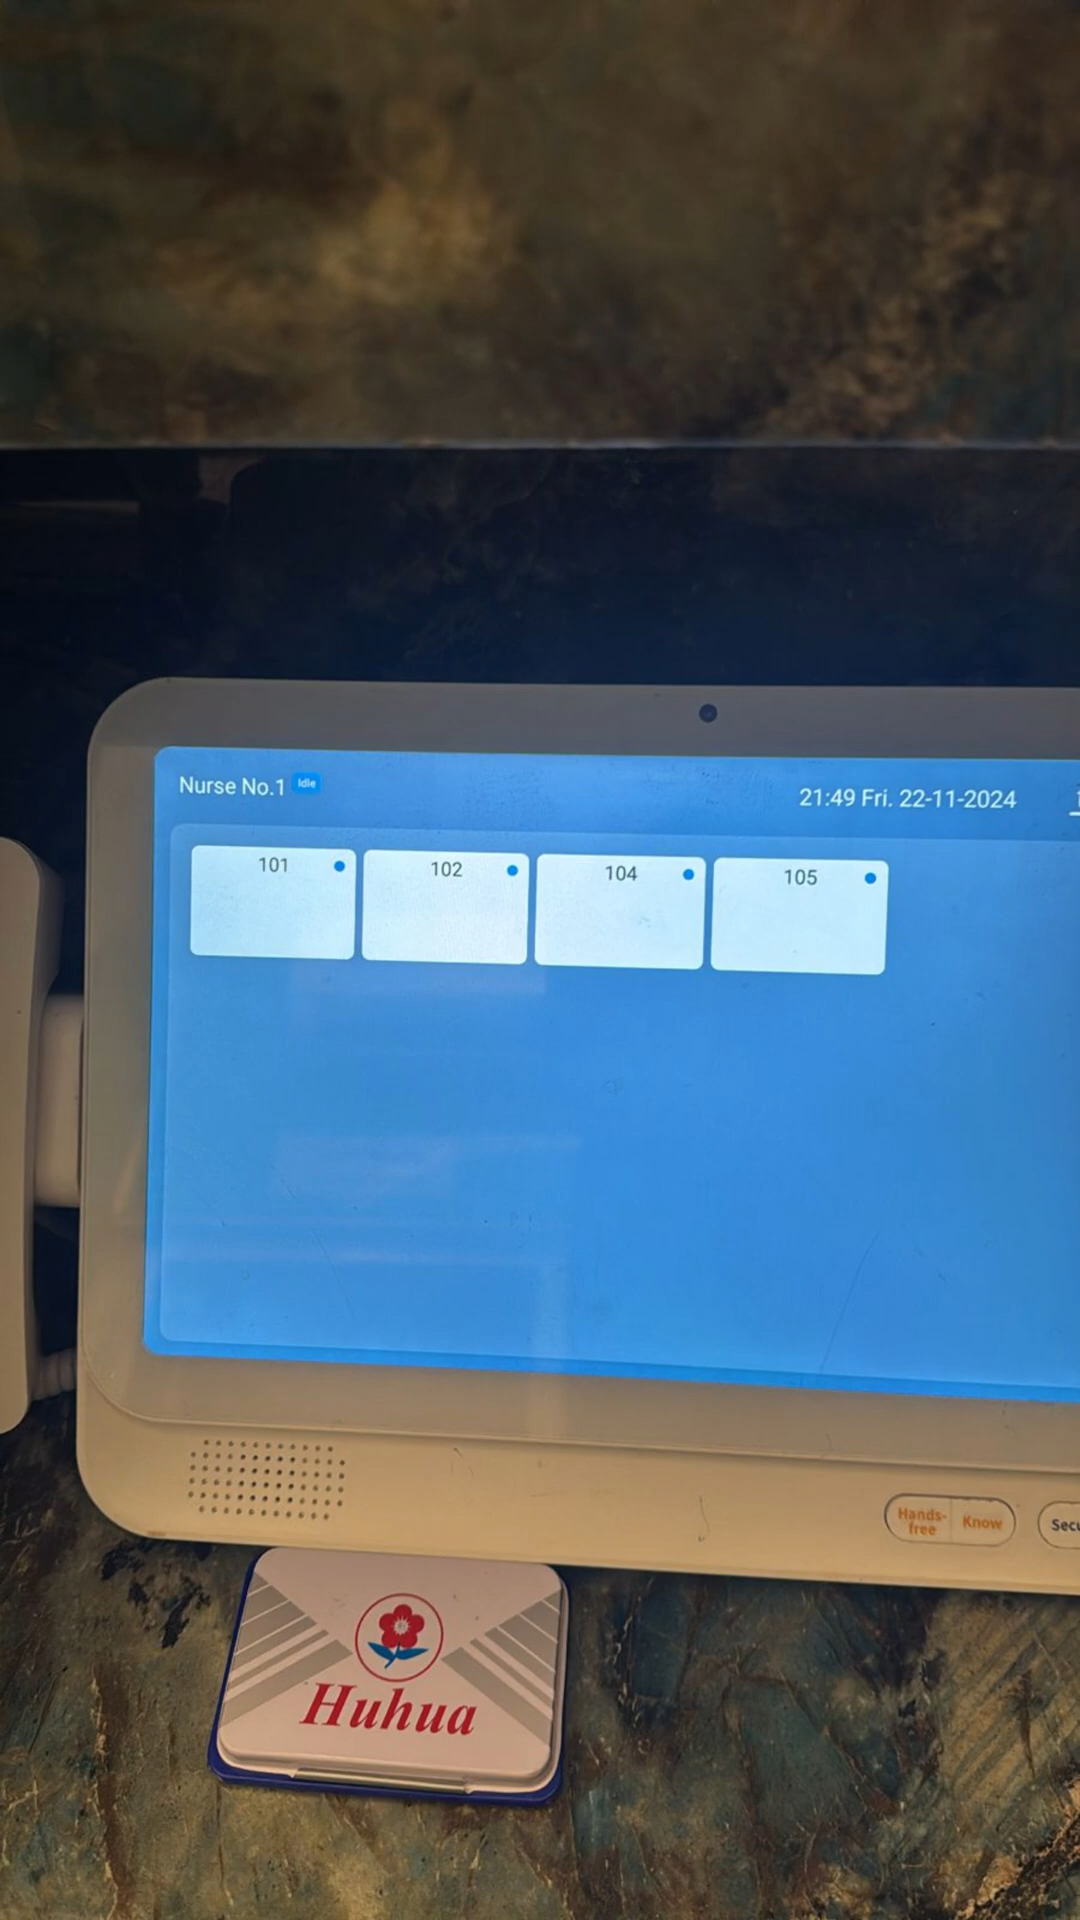 Nurse No.1 Idle
21:49 Fri. 22-11-2024
101
102
104
105
Hands-
free
Know
Huhua